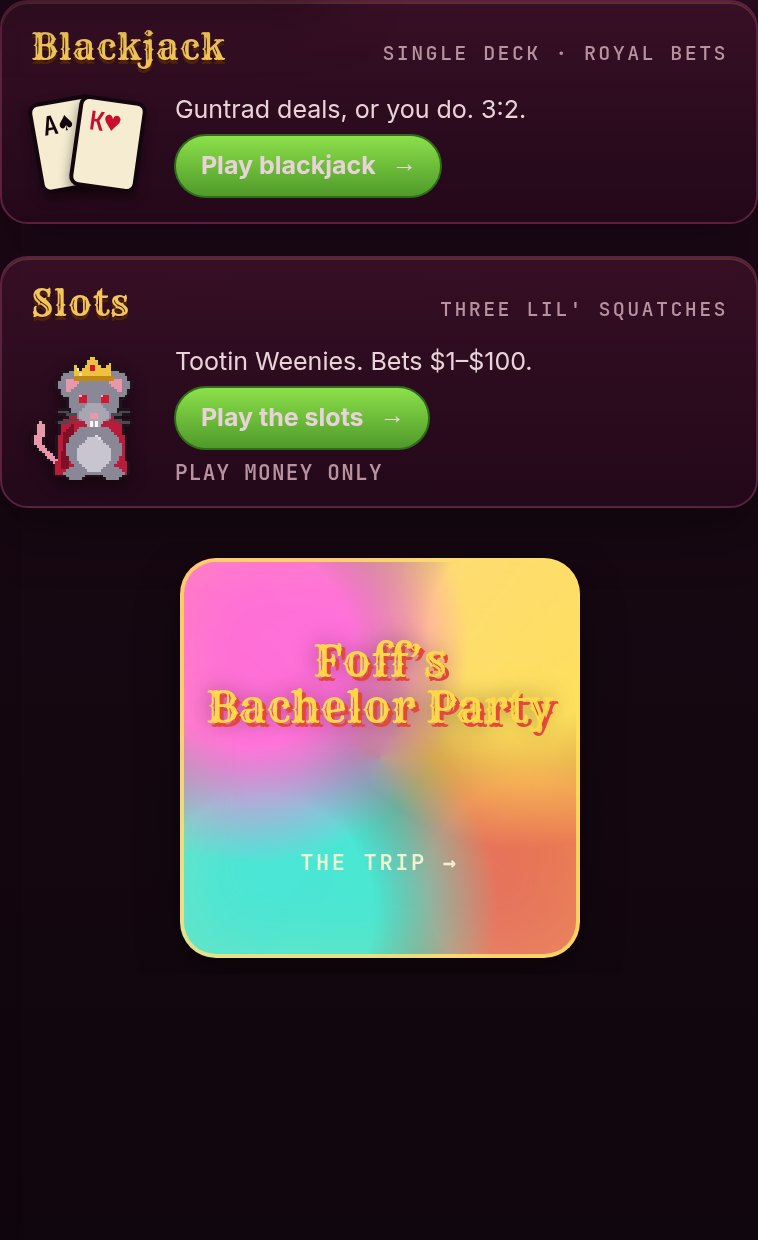 Blackjack
SINGLE DECK · ROYAL BETS
A♠ K♥
Guntrad deals, or you do. 3:2.
Play blackjack →
Slots
THREE LIL' SQUATCHES
Tootin Weenies. Bets $1–$100.
Play the slots →
PLAY MONEY ONLY
Foff's
Bachelor Party
THE TRIP →